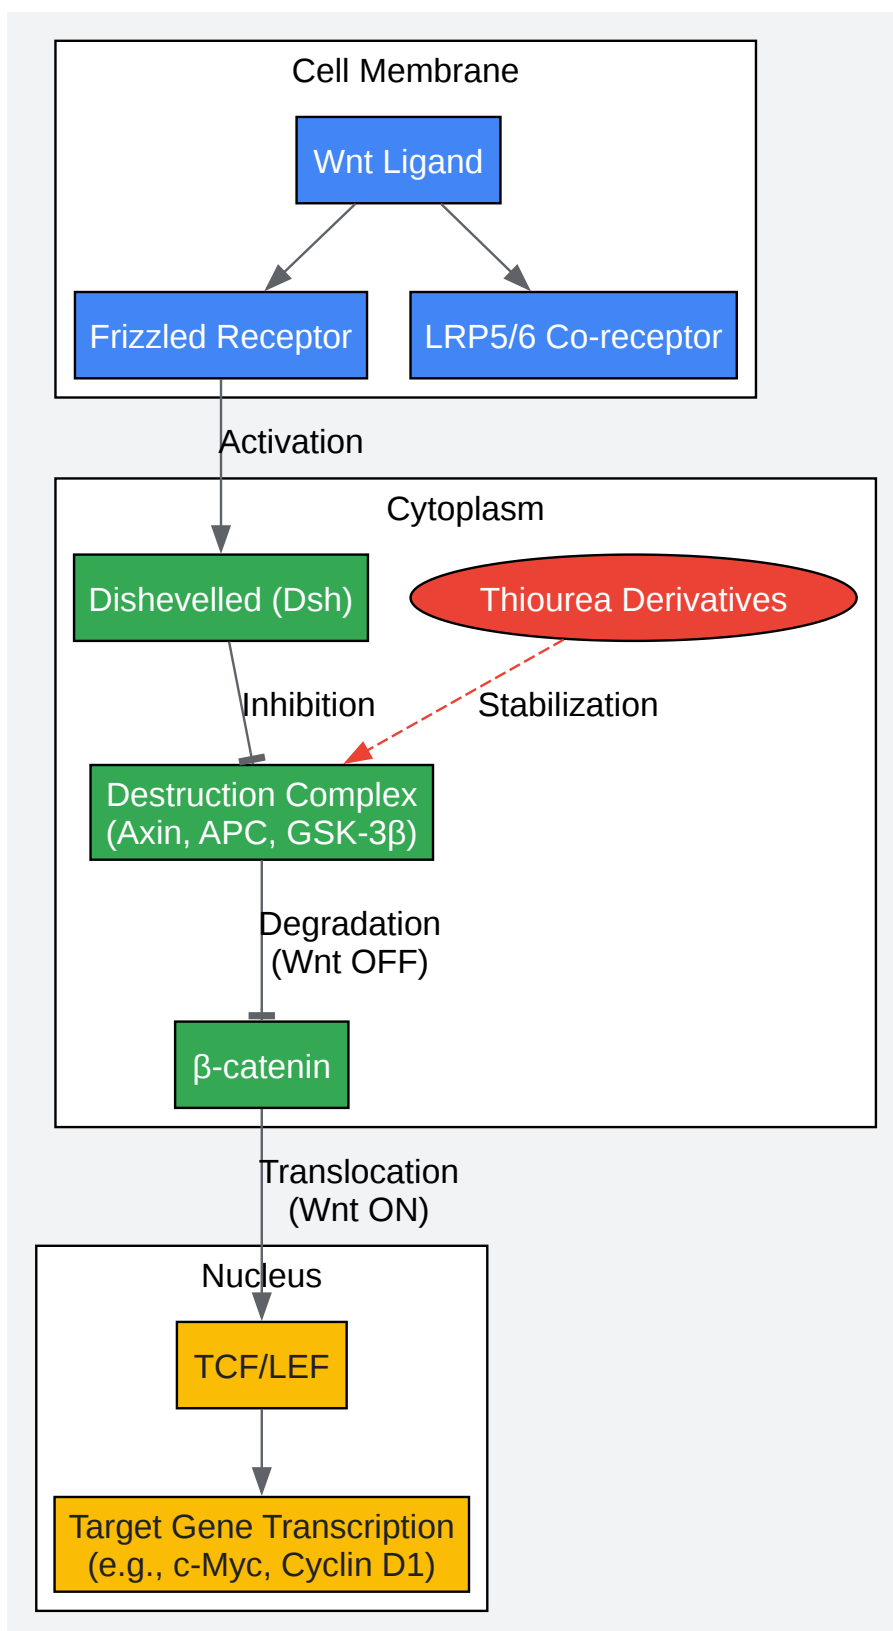 Cell Membrane
Wnt Ligand
Frizzled Receptor
LRP5/6 Co-receptor
Activation
Cytoplasm
Dishevelled (Dsh)
Thiourea Derivatives
Inhibition
Stabilization
Destruction Complex
(Axin, APC, GSK-3β)
Degradation
(Wnt OFF)
β-catenin
Translocation
(Wnt ON)
Nucleus
TCF/LEF
Target Gene Transcription
(e.g., c-Myc, Cyclin D1)